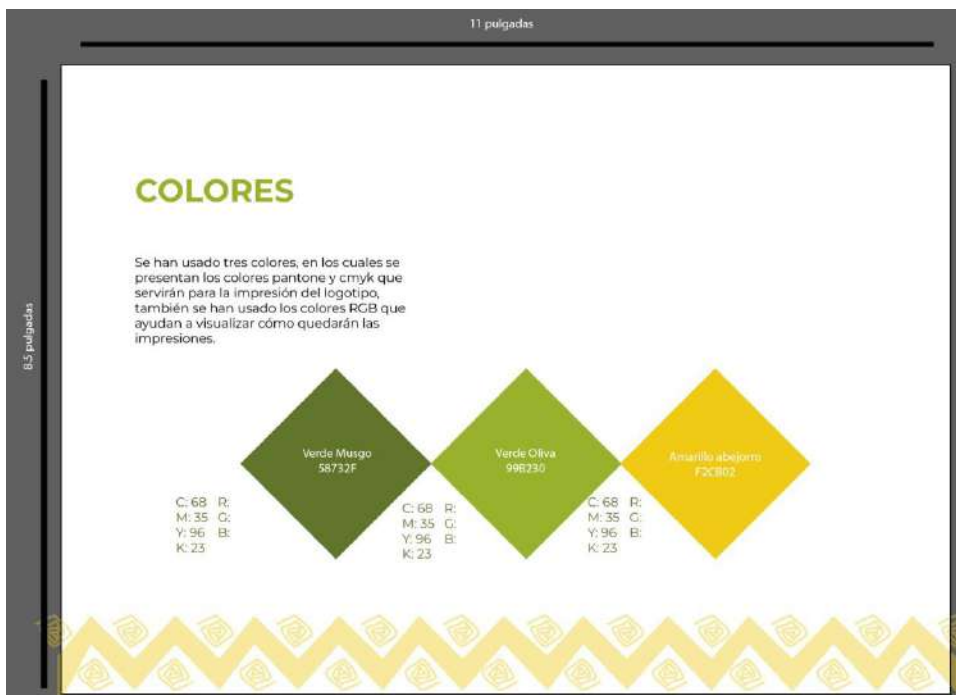 11 pulgadas
8.5 pulgadas
COLORES
Se han usado tres colores, en los cuales se
presentan los colores pantone y cmyk que
servirán para la impresión del logotipo,
también se han usado los colores RGB que
ayudan a visualizar cómo quedarán las
impresiones.
Verde Musgo
58732F
Verde Oliva
99B230
Amarillo abejorro
F2CB02
C: 68 R:
M: 35 G:
Y: 96 B:
K: 23
C: 68 R:
M: 35 G:
Y: 96 B:
K: 23
C: 68 R:
M: 35 G:
Y: 96 B:
K: 23